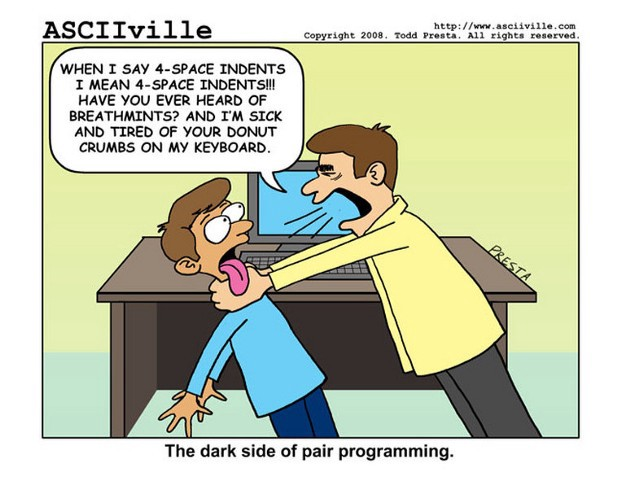 ASCIIville
http://www.asciiville.com
Copyright 2008. Todd Presta. All rights reserved.
WHEN I SAY 4-SPACE INDENTS
I MEAN 4-SPACE INDENTS!!!
HAVE YOU EVER HEARD OF
BREATHMINTS? AND I'M SICK
AND TIRED OF YOUR DONUT
CRUMBS ON MY KEYBOARD.
PRESTA
The dark side of pair programming.